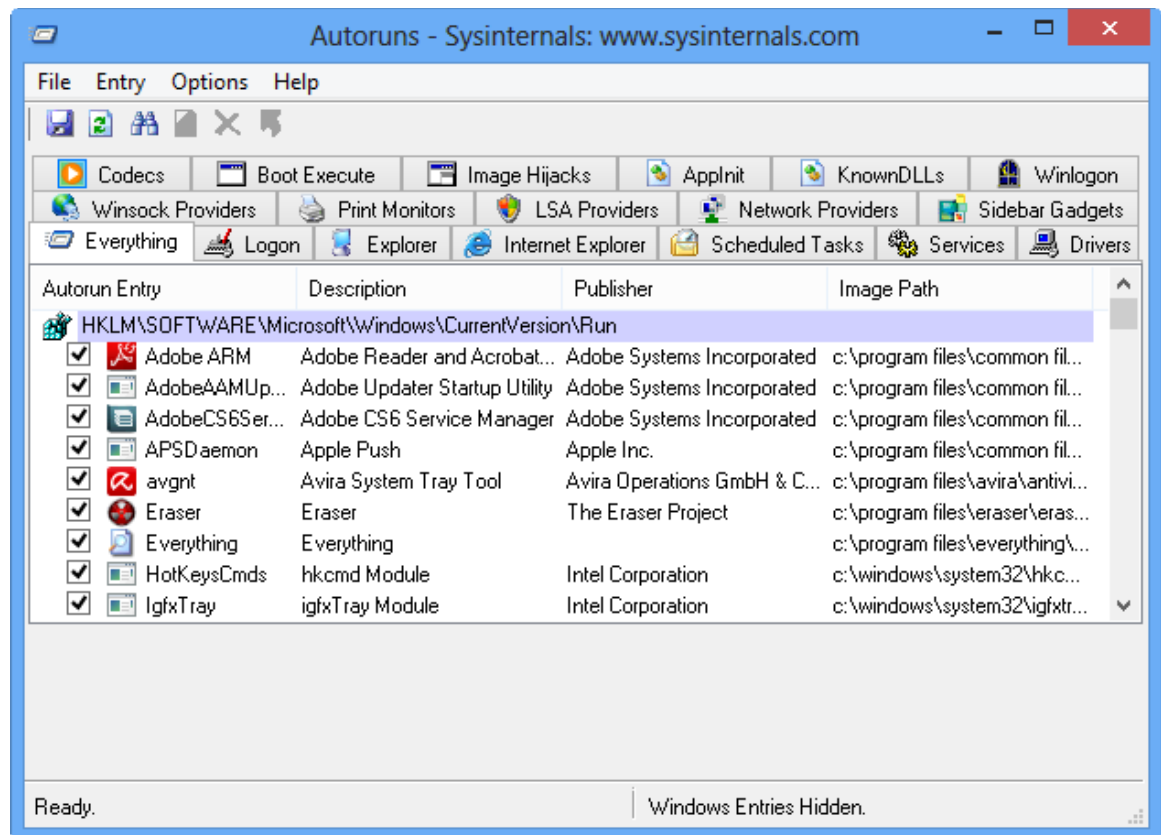 Autoruns - Sysinternals: www.sysinternals.com
File Entry Options Help
Codecs Boot Execute Image Hijacks AppInit KnownDLLs Winlogon
Winsock Providers Print Monitors LSA Providers Network Providers Sidebar Gadgets
Everything Logon Explorer Internet Explorer Scheduled Tasks Services Drivers
Autorun Entry Description Publisher Image Path
HKLM\SOFTWARE\Microsoft\Windows\CurrentVersion\Run
Adobe ARM Adobe Reader and Acrobat... Adobe Systems Incorporated c:\program files\common fil...
AdobeAAMUp... Adobe Updater Startup Utility Adobe Systems Incorporated c:\program files\common fil...
AdobeCS6Ser... Adobe CS6 Service Manager Adobe Systems Incorporated c:\program files\common fil...
APSDaemon Apple Push Apple Inc. c:\program files\common fil...
avgnt Avira System Tray Tool Avira Operations GmbH & C... c:\program files\avira\antivi...
Eraser Eraser The Eraser Project c:\program files\eraser\eras...
Everything Everything c:\program files\everything\...
HotKeysCmds hkcmd Module Intel Corporation c:\windows\system32\hkc...
IgfxTray igfxTray Module Intel Corporation c:\windows\system32\igfxtr...
Ready. Windows Entries Hidden.